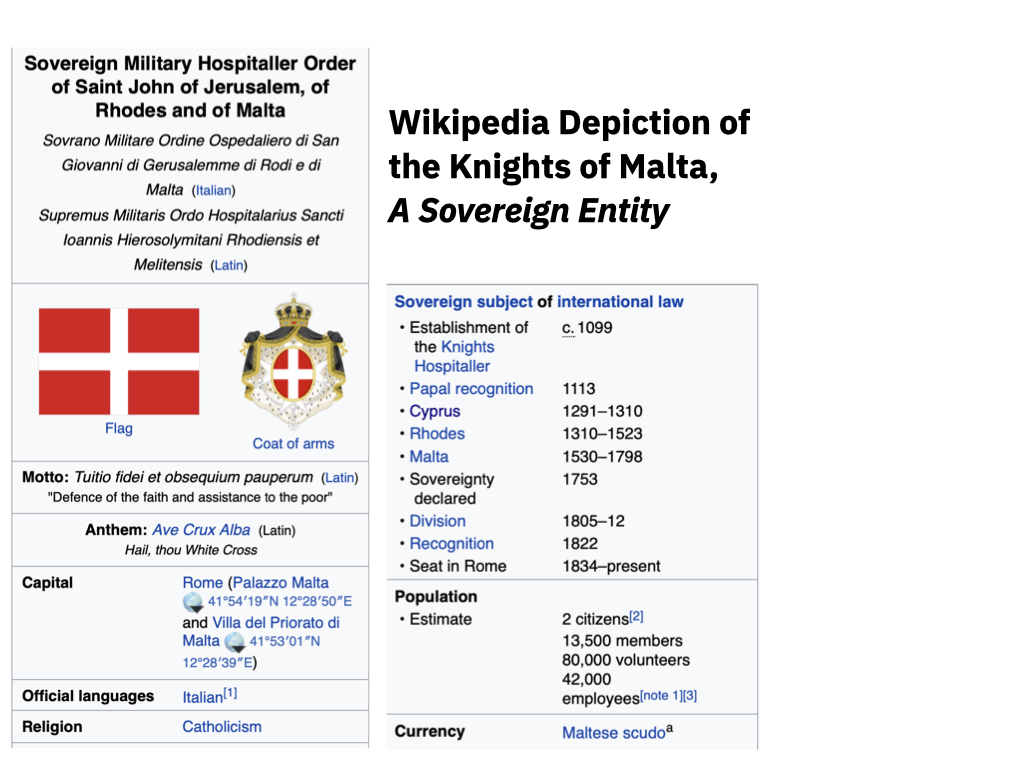 Sovereign Military Hospitaller Order
of Saint John of Jerusalem, of
Rhodes and of Malta
Sovrano Militare Ordine Ospedaliero di San
Giovanni di Gerusalemme di Rodi e di
Malta (Italian)
Supremus Militaris Ordo Hospitalarius Sancti
Ioannis Hierosolymitani Rhodiensis et
Melitensis (Latin)
Flag
Coat of arms
Motto: Tuitio fidei et obsequium pauperum (Latin)
"Defence of the faith and assistance to the poor"
Anthem: Ave Crux Alba (Latin)
Hail, thou White Cross
Capital Rome (Palazzo Malta
41°54′19″N 12°28′50″E
and Villa del Priorato di
Malta 41°53′01″N
12°28′39″E)
Official languages Italian[1]
Religion Catholicism
Wikipedia Depiction of
the Knights of Malta,
A Sovereign Entity
Sovereign subject of international law
• Establishment of c. 1099
the Knights
Hospitaller
• Papal recognition 1113
• Cyprus 1291–1310
• Rhodes 1310–1523
• Malta 1530–1798
• Sovereignty 1753
declared
• Division 1805–12
• Recognition 1822
• Seat in Rome 1834–present
Population
• Estimate 2 citizens[2]
13,500 members
80,000 volunteers
42,000
employees[note 1][3]
Currency Maltese scudoa